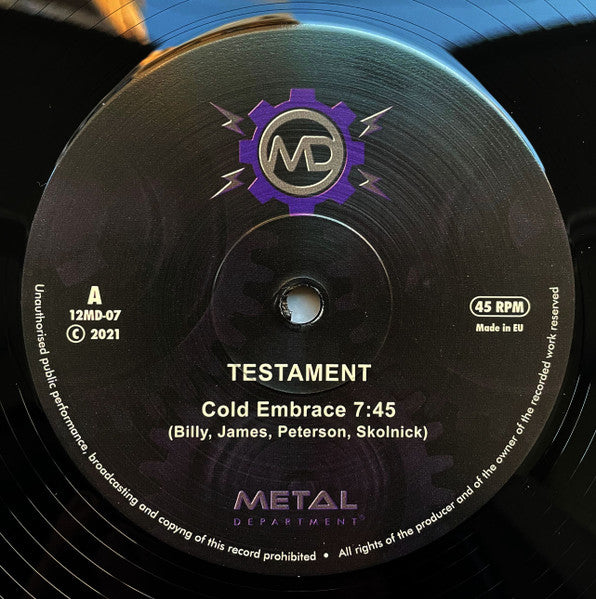 MD
A
12MD-07
© 2021
45 RPM
Made in EU
TESTAMENT
Cold Embrace 7:45
(Billy, James, Peterson, Skolnick)
METAL
DEPARTMENT
Unauthorised public performance, broadcasting and copyng of this record prohibited • All rights of the producer and of the owner of the recorded work reserved